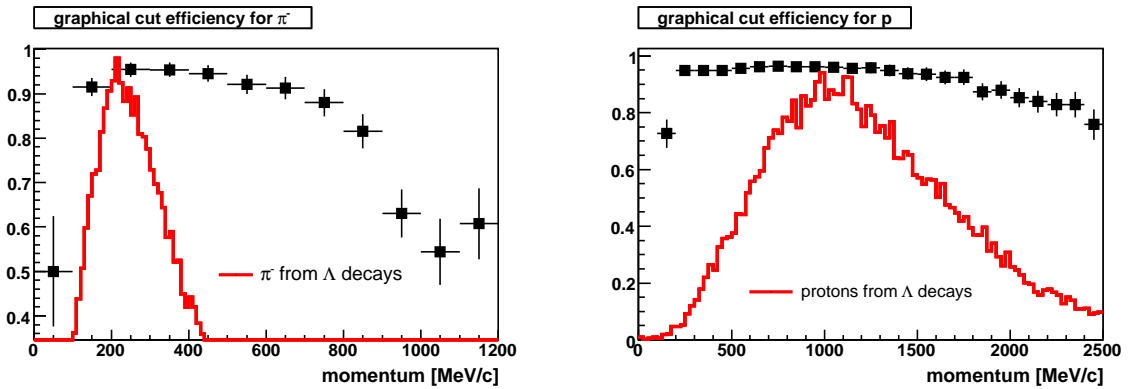 graphical cut efficiency for π⁻
1
0.9
0.8
0.7
0.6
0.5
0.4
π⁻ from Λ decays
0 200 400 600 800 1000 1200
momentum [MeV/c]
graphical cut efficiency for p
1
0.8
0.6
0.4
0.2
0
protons from Λ decays
0 500 1000 1500 2000 2500
momentum [MeV/c]